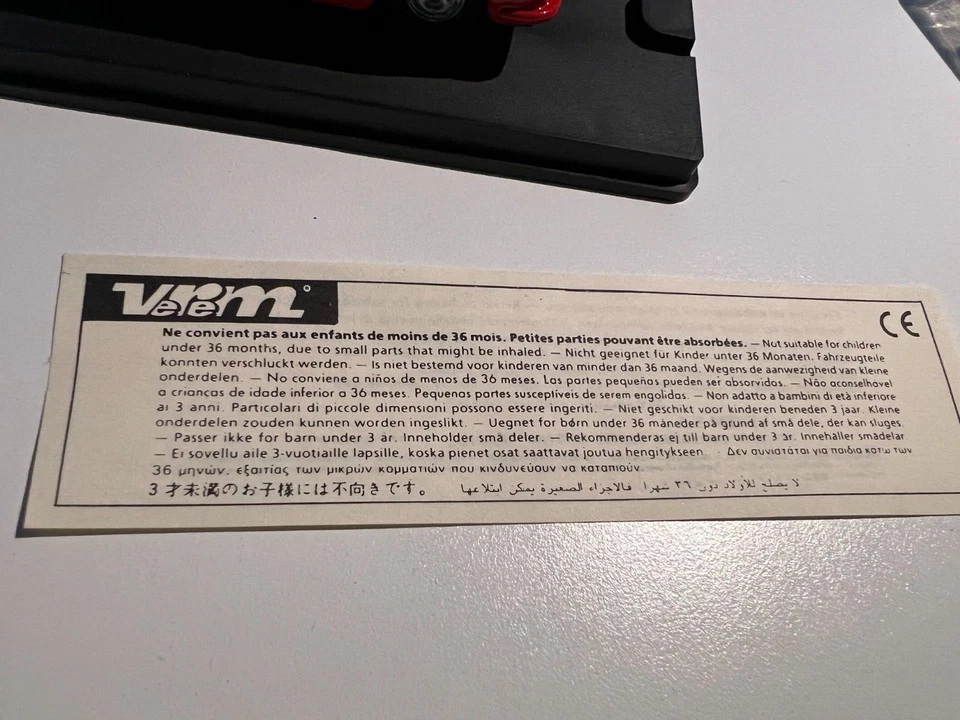 Verem
CE
Ne convient pas aux enfants de moins de 36 mois. Petites parties pouvant être absorbées. — Not suitable for children
under 36 months, due to small parts that might be inhaled. — Nicht geeignet für Kinder unter 36 Monaten. Fahrzeugteile
konnten verschluckt werden. — Is niet bestemd voor kinderen van minder dan 36 maand. Wegens de aanwezigheid van kleine
onderdelen. — No conviene a niños de menos de 36 meses. Las partes pequeñas pueden ser absorvidas. — Não aconselhável
a crianças de idade inferior a 36 meses. Pequenas partes susceptíveis de serem engolidas. — Non adatto a bambini di età inferiore
ai 3 anni. Particolari di piccole dimensioni possono essere ingeriti. — Niet geschikt voor kinderen beneden 3 jaar. Kleine
onderdelen zouden kunnen worden ingeslikt. — Uegnet for børn under 36 måneder på grund af små dele, der kan sluges.
— Passer ikke for barn under 3 år. Inneholder små deler. — Rekommenderas ej till barn under 3 år. Innehåller smådelar
— Ei sovellu aile 3-vuotiaille lapsille, koska pienet osat saattavat joutua hengitykseen. · Δεν συνιστάται για παιδια κατω των
36 μηνών. εξαιτίας των μικρών κομματιών που κινδυνεύουν να καταπιούν
3 才未満のお子様には不向きです。 لا يصلح للأولاد دون ٣٦ شهرا فالاجزاء الصغيرة يمكن ابتلاعها